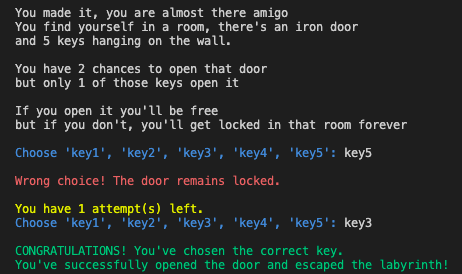 You made it, you are almost there amigo
You find yourself in a room, there's an iron door
and 5 keys hanging on the wall.
You have 2 chances to open that door
but only 1 of those keys open it
If you open it you'll be free
but if you don't, you'll get locked in that room forever
Choose 'key1', 'key2', 'key3', 'key4', 'key5': key5
Wrong choice! The door remains locked.
You have 1 attempt(s) left.
Choose 'key1', 'key2', 'key3', 'key4', 'key5': key3
CONGRATULATIONS! You've chosen the correct key.
You've successfully opened the door and escaped the labyrinth!